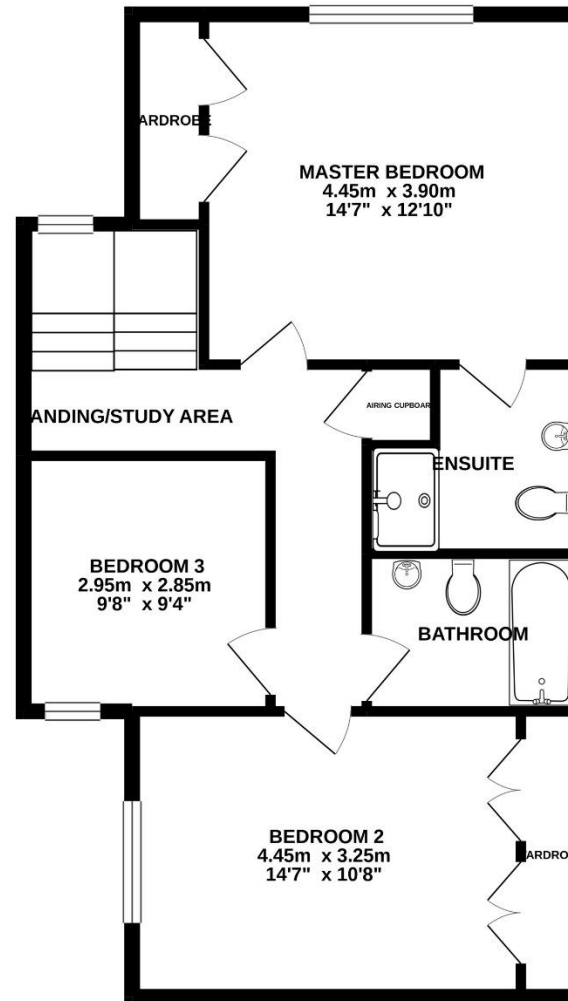 ARDROBE
MASTER BEDROOM
4.45m x 3.90m
14'7" x 12'10"
AIRING CUPBOAR
ANDING/STUDY AREA
ENSUITE
BEDROOM 3
2.95m x 2.85m
9'8" x 9'4"
BATHROOM
BEDROOM 2
4.45m x 3.25m
14'7" x 10'8"
ARDRO